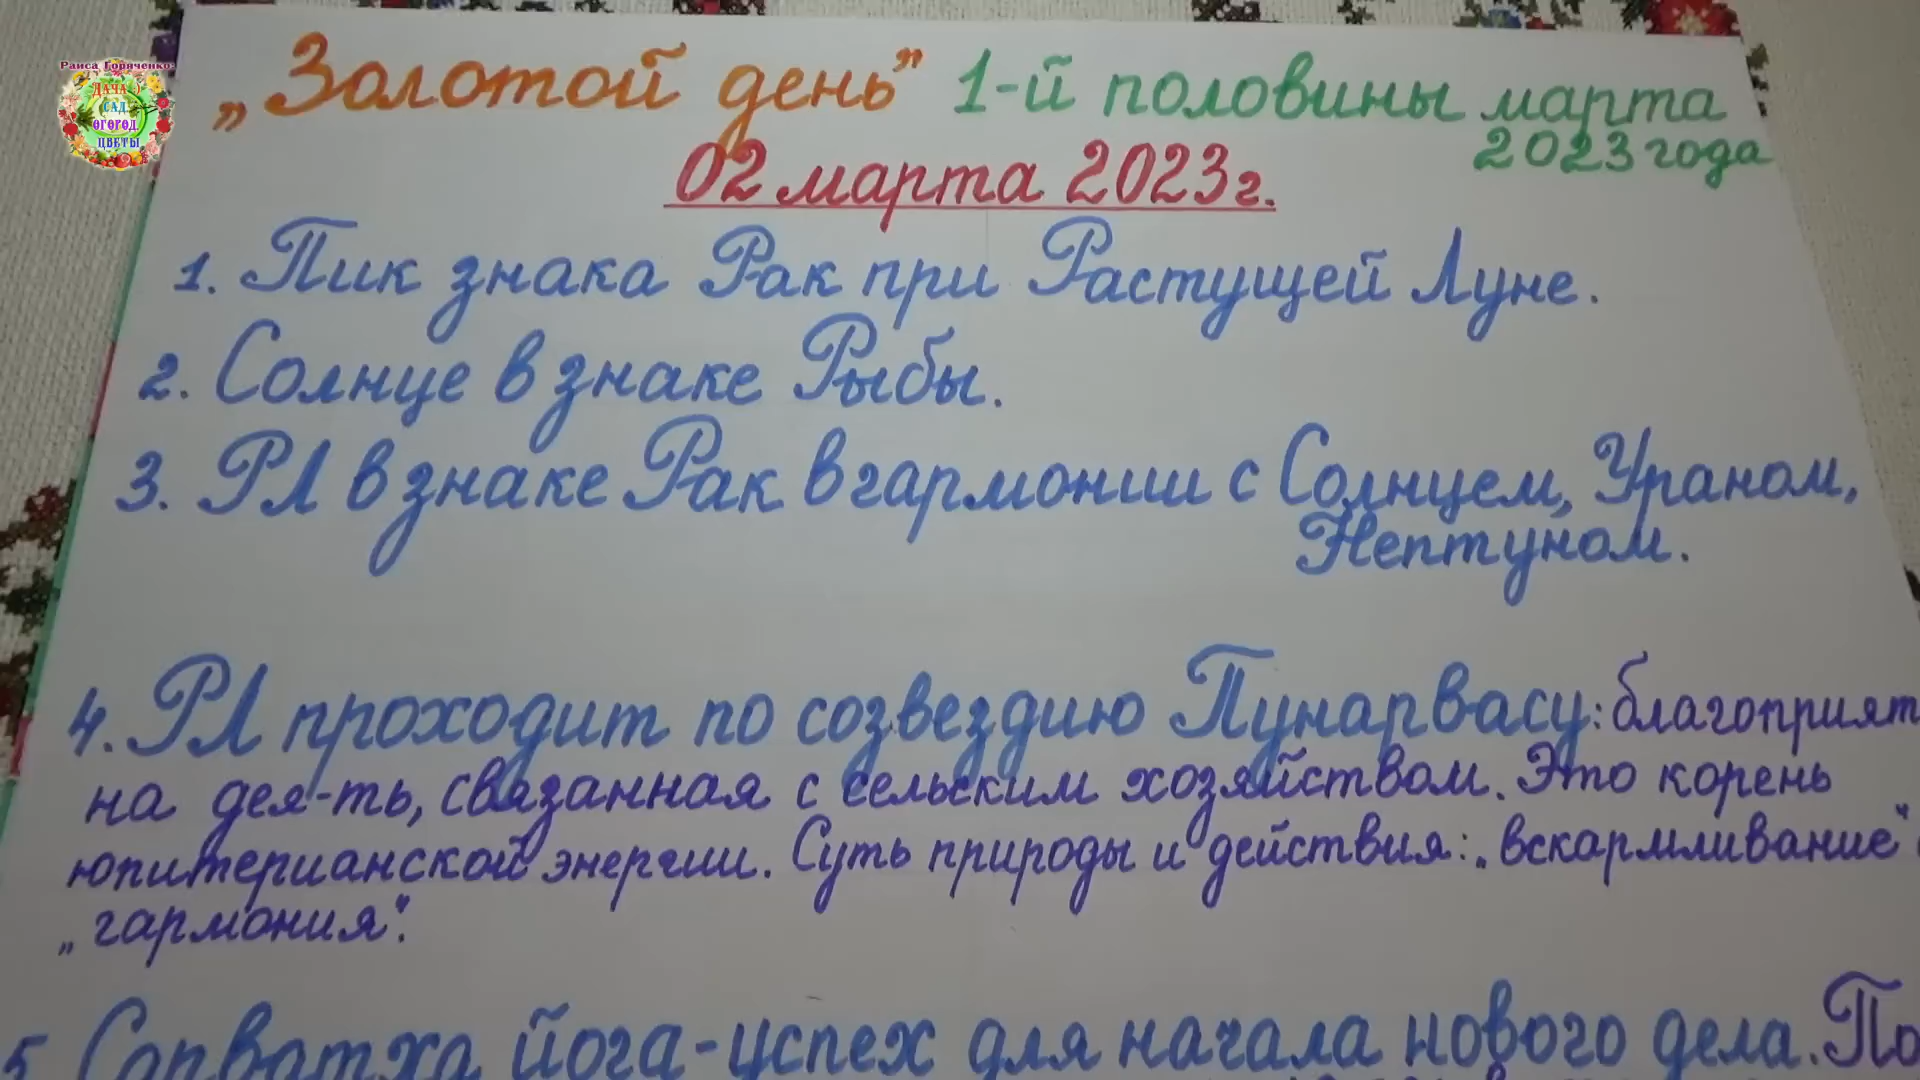 Раиса Горяченко:
ДАЧА :)
САД.
ОГОРОД.
ЦВЕТЫ
„Золотой день” 1-й половины марта
2023 года
02 марта 2023г.
1. Пик знака Рак при Растущей Луне.
2. Солнце в знаке Рыбы.
3. РЛ в знаке Рак в гармонии с Солнцем, Ураном,
Нептуном.
4. РЛ проходит по созвездию Пунарвасу: благоприят
на дея-ть, связанная с сельским хозяйством. Это корень
юпитерианской энергии. Суть природы и действия: „вскармливание”
„гармония”.
5. Сарватха йога-успех для начала нового дела. По